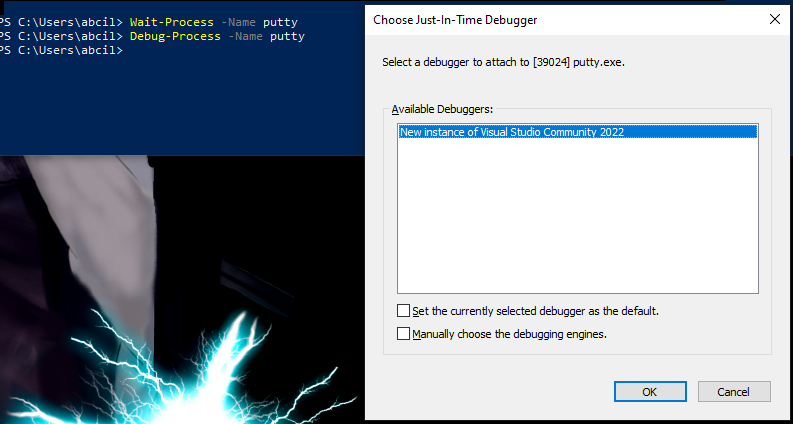 PS C:\Users\abcil> Wait-Process -Name putty
PS C:\Users\abcil> Debug-Process -Name putty
PS C:\Users\abcil>
Choose Just-In-Time Debugger
Select a debugger to attach to [39024] putty.exe.
Available Debuggers:
New instance of Visual Studio Community 2022
Set the currently selected debugger as the default.
Manually choose the debugging engines.
OK
Cancel